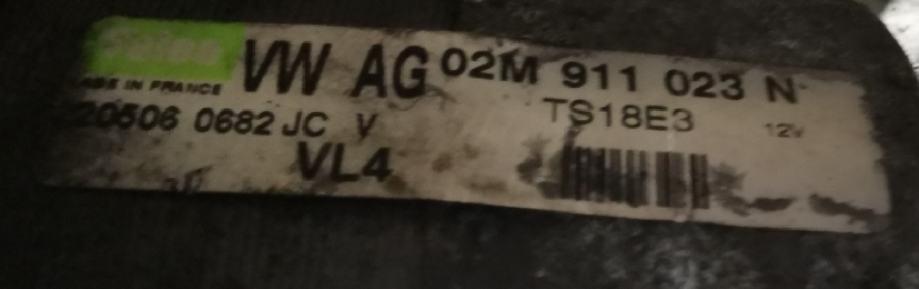 Valeo VW AG 02M 911 023 N
MADE IN FRANCE TS18E3 12V
20506 0682 JC V
VL4